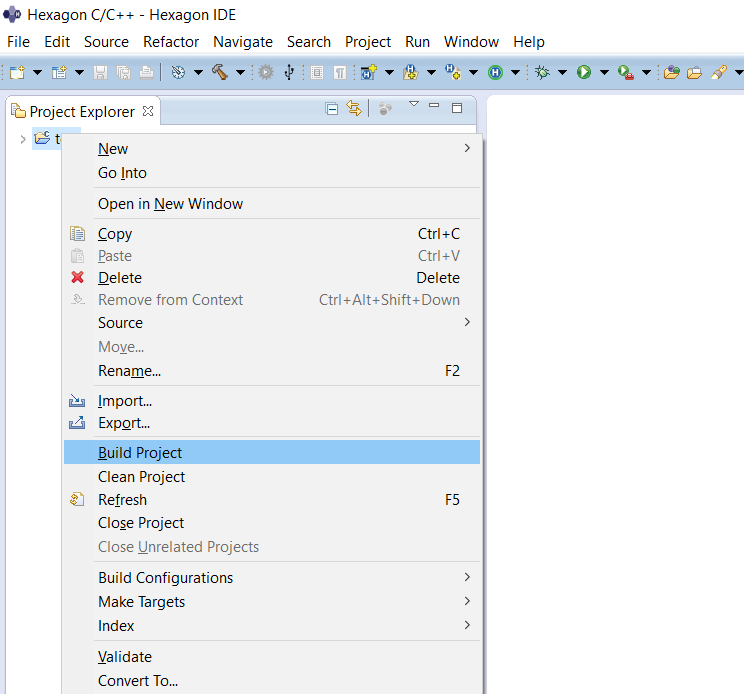 Hexagon C/C++ - Hexagon IDE
File Edit Source Refactor Navigate Search Project Run Window Help
Project Explorer
New
Go Into
Open in New Window
Copy Ctrl+C
Paste Ctrl+V
Delete Delete
Remove from Context Ctrl+Alt+Shift+Down
Source
Move...
Rename... F2
Import...
Export...
Build Project
Clean Project
Refresh F5
Close Project
Close Unrelated Projects
Build Configurations
Make Targets
Index
Validate
Convert To...